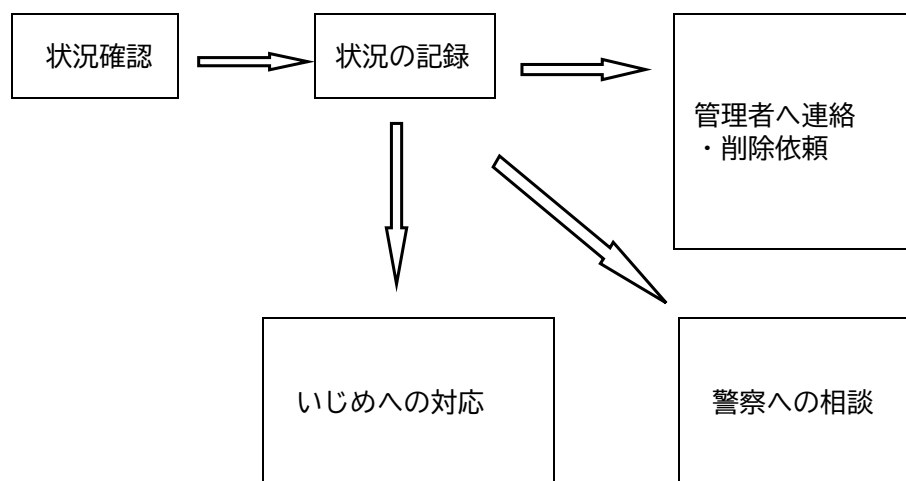 状況確認
状況の記録
管理者へ連絡
・削除依頼
いじめへの対応
警察への相談